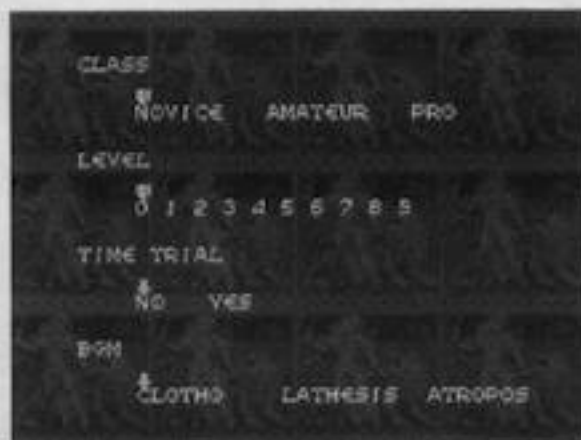 CLASS
NOVICE AMATEUR PRO
LEVEL
0 1 2 3 4 5 6 7 8 9
TIME TRIAL
NO YES
BGM
CLOTHO LATHESIS ATROPOS